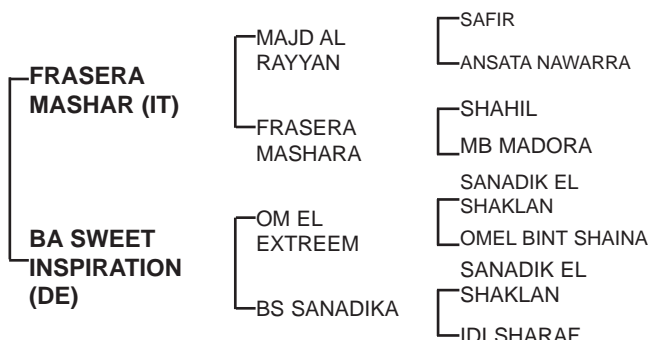 FRASERA
MASHAR (IT)
BA SWEET
INSPIRATION
(DE)
MAJD AL
RAYYAN
FRASERA
MASHARA
OM EL
EXTREEM
BS SANADIKA
SAFIR
ANSATA NAWARRA
SHAHIL
MB MADORA
SANADIK EL
SHAKLAN
OMEL BINT SHAINA
SANADIK EL
SHAKLAN
IDI SHARAF